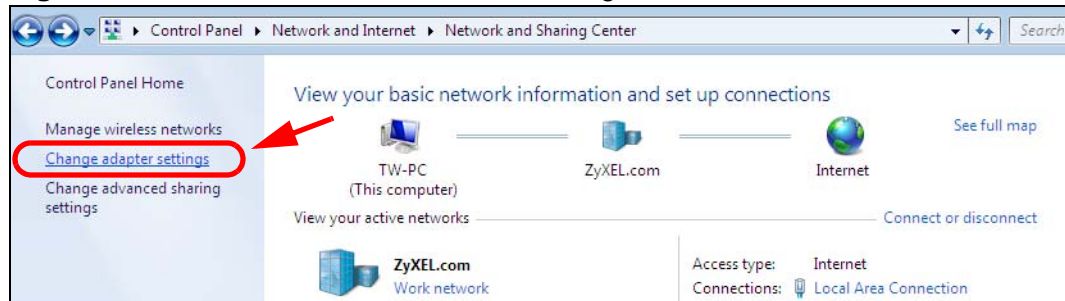 Control Panel ▸ Network and Internet ▸ Network and Sharing Center
Search
Control Panel Home
Manage wireless networks
Change adapter settings
Change advanced sharing
settings
View your basic network information and set up connections
See full map
TW-PC
(This computer)
ZyXEL.com
Internet
View your active networks
Connect or disconnect
ZyXEL.com
Work network
Access type: Internet
Connections: Local Area Connection